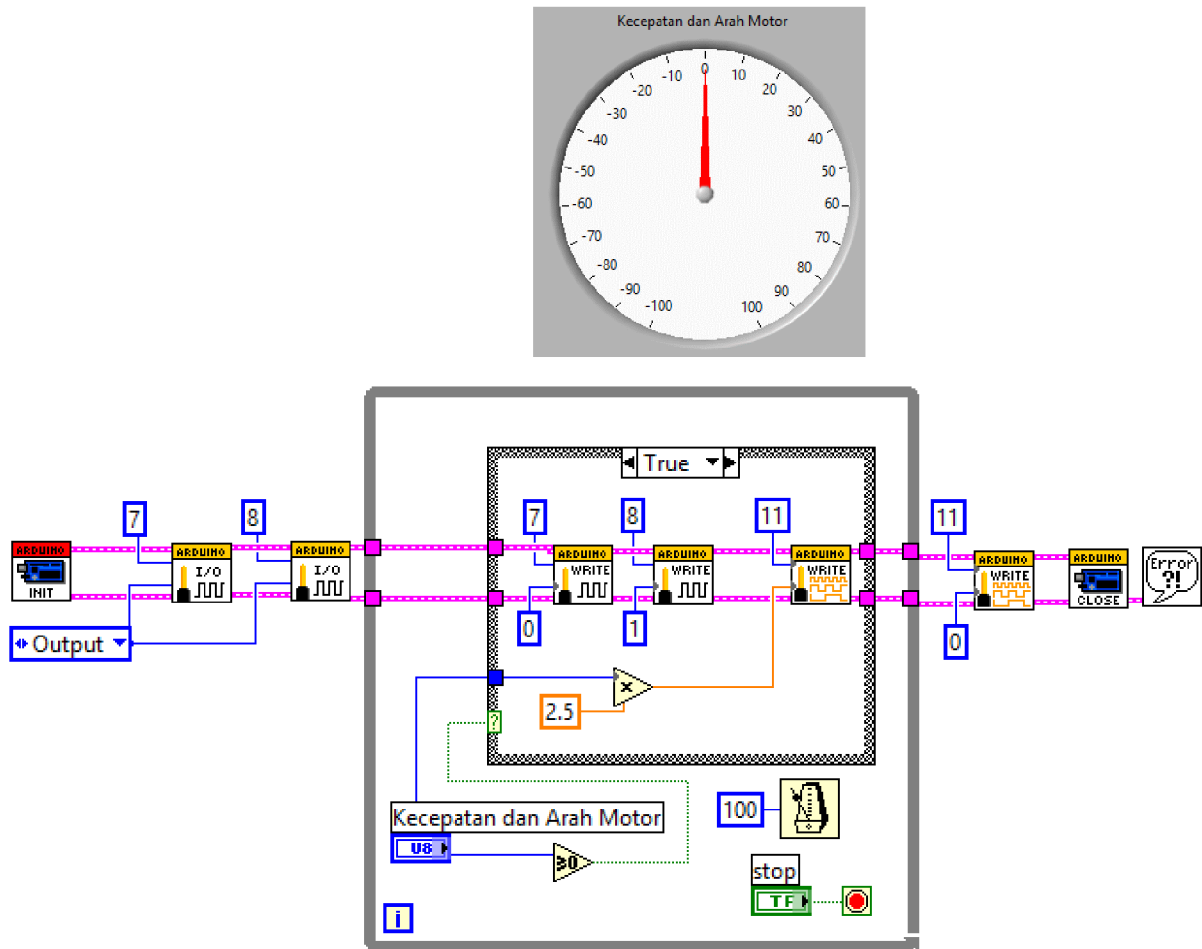 Kecepatan dan Arah Motor
0
-10 10
-20 20
-30 30
-40 40
-50 50
-60 60
-70 70
-80 80
-90 90
-100 100
True
7 8 7 8 11 11
ARDUINO INIT
ARDUINO I/O
ARDUINO I/O
ARDUINO WRITE
ARDUINO WRITE
ARDUINO WRITE
ARDUINO WRITE
ARDUINO CLOSE
Error ?!
Output
0 1 0
x
2.5
?
Kecepatan dan Arah Motor
U8
≥0
100
stop
TF
i